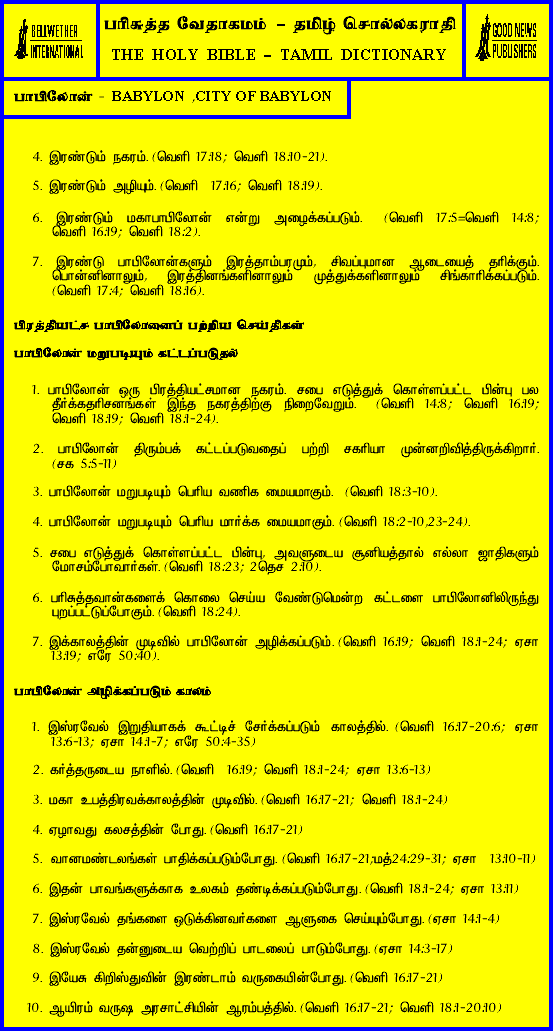 BELLWETHER
INTERNATIONAL
பரிசுத்த வேதாகமம் - தமிழ் சொல்லகராதி
THE HOLY BIBLE - TAMIL DICTIONARY
GOOD NEWS
PUBLISHERS
பாபிலோன் - BABYLON ,CITY OF BABYLON
4. இரண்டும் நகரம். (வெளி 17:18; வெளி 18:10-21).
5. இரண்டும் அழியும். (வெளி 17:16; வெளி 18:19).
6. இரண்டும் மகாபாபிலோன் என்று அழைக்கப்படும். (வெளி 17:5=வெளி 14:8;
வெளி 16:19; வெளி 18:2).
7. இரண்டு பாபிலோன்களும் இரத்தாம்பரமும், சிவப்புமான ஆடையைத் தரிக்கும்.
பொன்னினாலும், இரத்தினங்களினாலும் முத்துக்களினாலும் சிங்காரிக்கப்படும்.
(வெளி 17:4; வெளி 18:16).
பிரத்தியட்ச பாபிலோனைப் பற்றிய செய்திகள்
பாபிலோன் மறுபடியும் கட்டப்படுதல்
1. பாபிலோன் ஒரு பிரத்தியட்சமான நகரம். சபை எடுத்துக் கொள்ளப்பட்ட பின்பு பல
தீர்க்கதரிசனங்கள் இந்த நகரத்திற்கு நிறைவேறும். (வெளி 14:8; வெளி 16:19;
வெளி 18:19; வெளி 18:1-24).
2. பாபிலோன் திரும்பக் கட்டப்படுவதைப் பற்றி சகரியா முன்னறிவித்திருக்கிறார்.
(சக 5:5-11)
3. பாபிலோன் மறுபடியும் பெரிய வணிக மையமாகும். (வெளி 18:3-10).
4. பாபிலோன் மறுபடியும் பெரிய மார்க்க மையமாகும். (வெளி 18:2-10,23-24).
5. சபை எடுத்துக் கொள்ளப்பட்ட பின்பு, அவளுடைய சூனியத்தால் எல்லா ஜாதிகளும்
மோசம்போவார்கள். (வெளி 18:23; 2தெச 2:10).
6. பரிசுத்தவான்களைக் கொலை செய்ய வேண்டுமென்ற கட்டளை பாபிலோனிலிருந்து
புறப்பட்டுப்போகும். (வெளி 18:24).
7. இக்காலத்தின் முடிவில் பாபிலோன் அழிக்கப்படும். (வெளி 16:19; வெளி 18:1-24; ஏசா
13:19; எரே 50:40).
பாபிலோன் அழிக்கப்படும் காலம்
1. இஸ்ரவேல் இறுதியாகக் கூட்டிச் சேர்க்கப்படும் காலத்தில். (வெளி 16:17-20:6; ஏசா
13:6-13; ஏசா 14:1-7; எரே 50:4-35)
2. கர்த்தருடைய நாளில். (வெளி 16:19; வெளி 18:1-24; ஏசா 13:6-13)
3. மகா உபத்திரவக்காலத்தின் முடிவில். (வெளி 16:17-21; வெளி 18:1-24)
4. ஏழாவது கலசத்தின் போது. (வெளி 16:17-21)
5. வானமண்டலங்கள் பாதிக்கப்படும்போது. (வெளி 16:17-21;மத்24:29-31; ஏசா 13:10-11)
6. இதன் பாவங்களுக்காக உலகம் தண்டிக்கப்படும்போது. (வெளி 18:1-24; ஏசா 13:11)
7. இஸ்ரவேல் தங்களை ஒடுக்கினவர்களை ஆளுகை செய்யும்போது. (ஏசா 14:1-4)
8. இஸ்ரவேல் தன்னுடைய வெற்றிப் பாடலைப் பாடும்போது. (ஏசா 14:3-17)
9. இயேசு கிறிஸ்துவின் இரண்டாம் வருகையின்போது. (வெளி 16:17-21)
10. ஆயிரம் வருஷ அரசாட்சியின் ஆரம்பத்தில். (வெளி 16:17-21; வெளி 18:1-20:10)